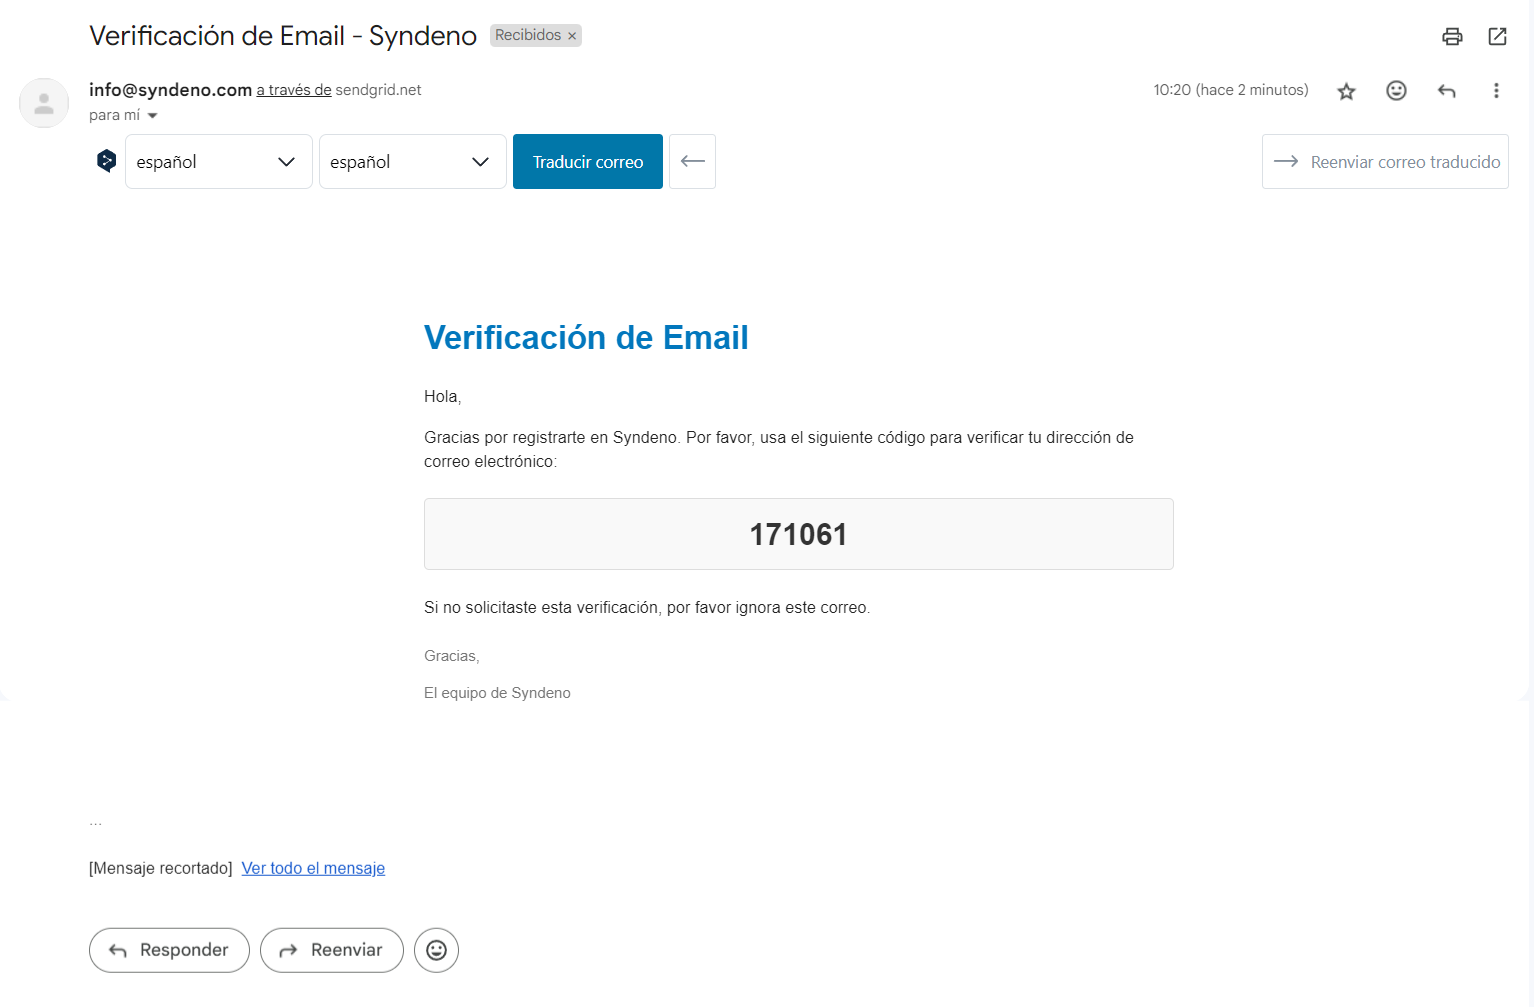 Verificación de Email - Syndeno Recibidos ×
info@syndeno.com a través de sendgrid.net 10:20 (hace 2 minutos)
para mí
español español Traducir correo Reenviar correo traducido
Verificación de Email
Hola,
Gracias por registrarte en Syndeno. Por favor, usa el siguiente código para verificar tu dirección de
correo electrónico:
171061
Si no solicitaste esta verificación, por favor ignora este correo.
Gracias,
El equipo de Syndeno
...
[Mensaje recortado] Ver todo el mensaje
Responder Reenviar